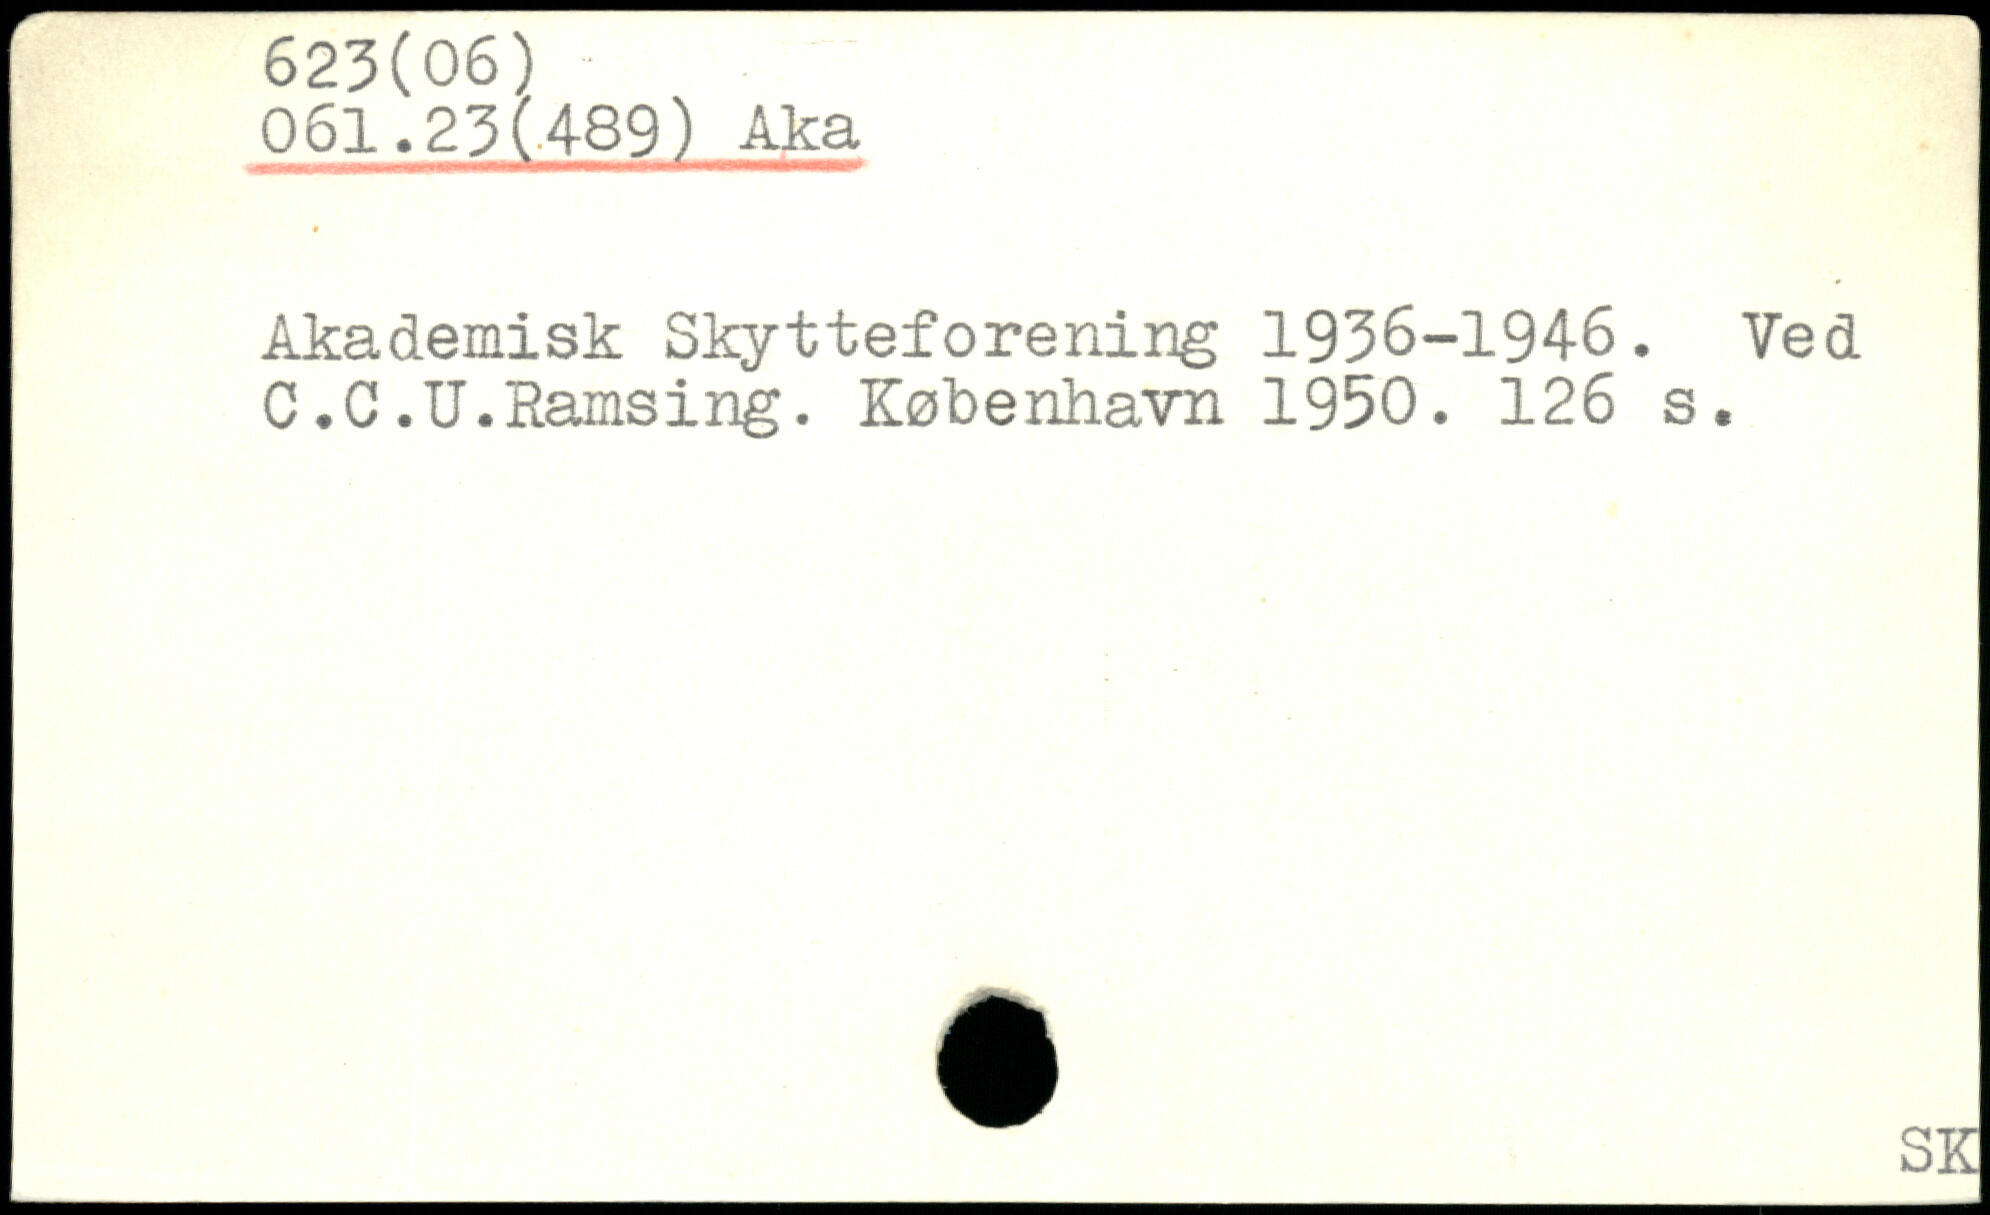 623(06)
061.23(489) Aka
Akademisk Skytteforening 1936-1946. Ved
C.C.U.Ramsing. København 1950. 126 s.
SK